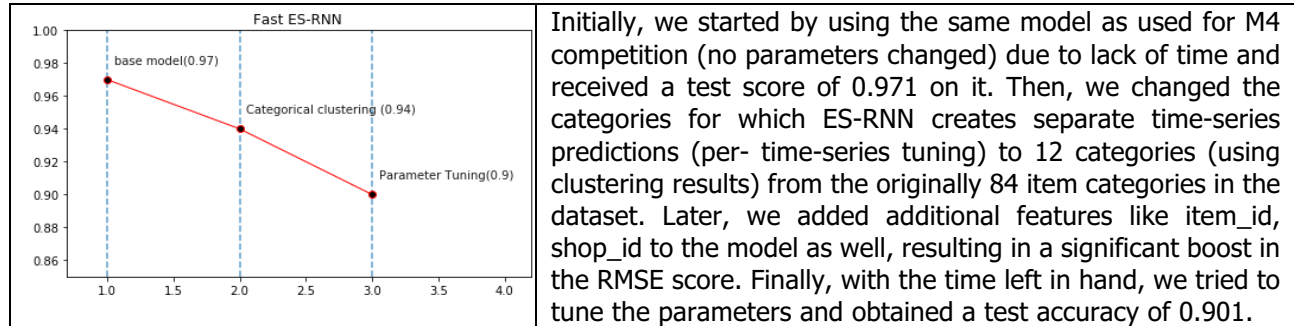 Fast ES-RNN
1.00
0.98
0.96
0.94
0.92
0.90
0.88
0.86
base model(0.97)
Categorical clustering (0.94)
Parameter Tuning(0.9)
1.0 1.5 2.0 2.5 3.0 3.5 4.0
Initially, we started by using the same model as used for M4
competition (no parameters changed) due to lack of time and
received a test score of 0.971 on it. Then, we changed the
categories for which ES-RNN creates separate time-series
predictions (per- time-series tuning) to 12 categories (using
clustering results) from the originally 84 item categories in the
dataset. Later, we added additional features like item_id,
shop_id to the model as well, resulting in a significant boost in
the RMSE score. Finally, with the time left in hand, we tried to
tune the parameters and obtained a test accuracy of 0.901.